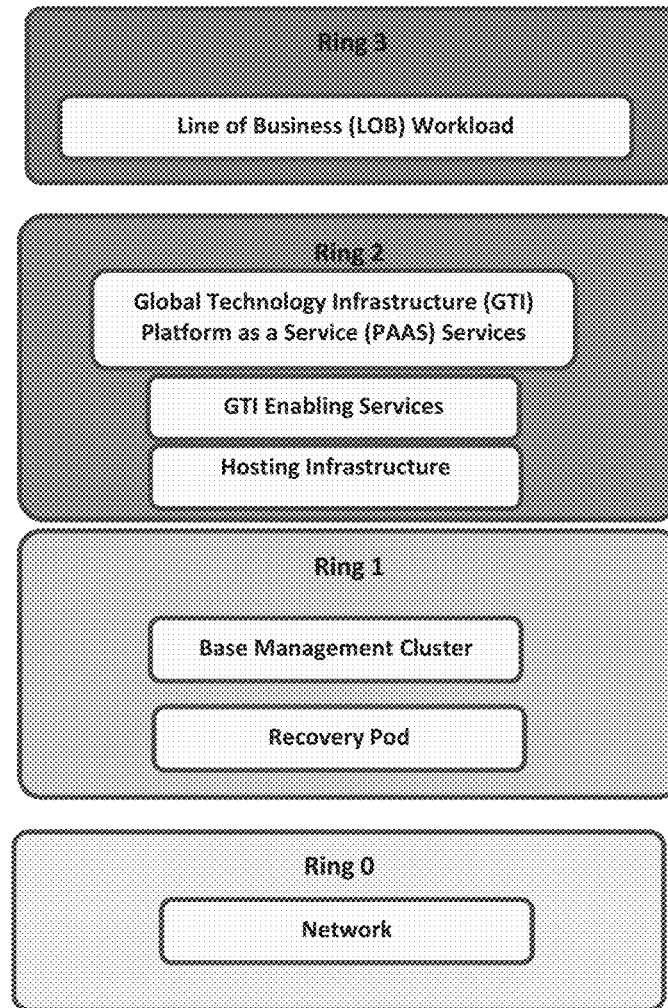 Ring 3
Line of Business (LOB) Workload
Ring 2
Global Technology Infrastructure (GTI)
Platform as a Service (PAAS) Services
GTI Enabling Services
Hosting Infrastructure
Ring 1
Base Management Cluster
Recovery Pod
Ring 0
Network